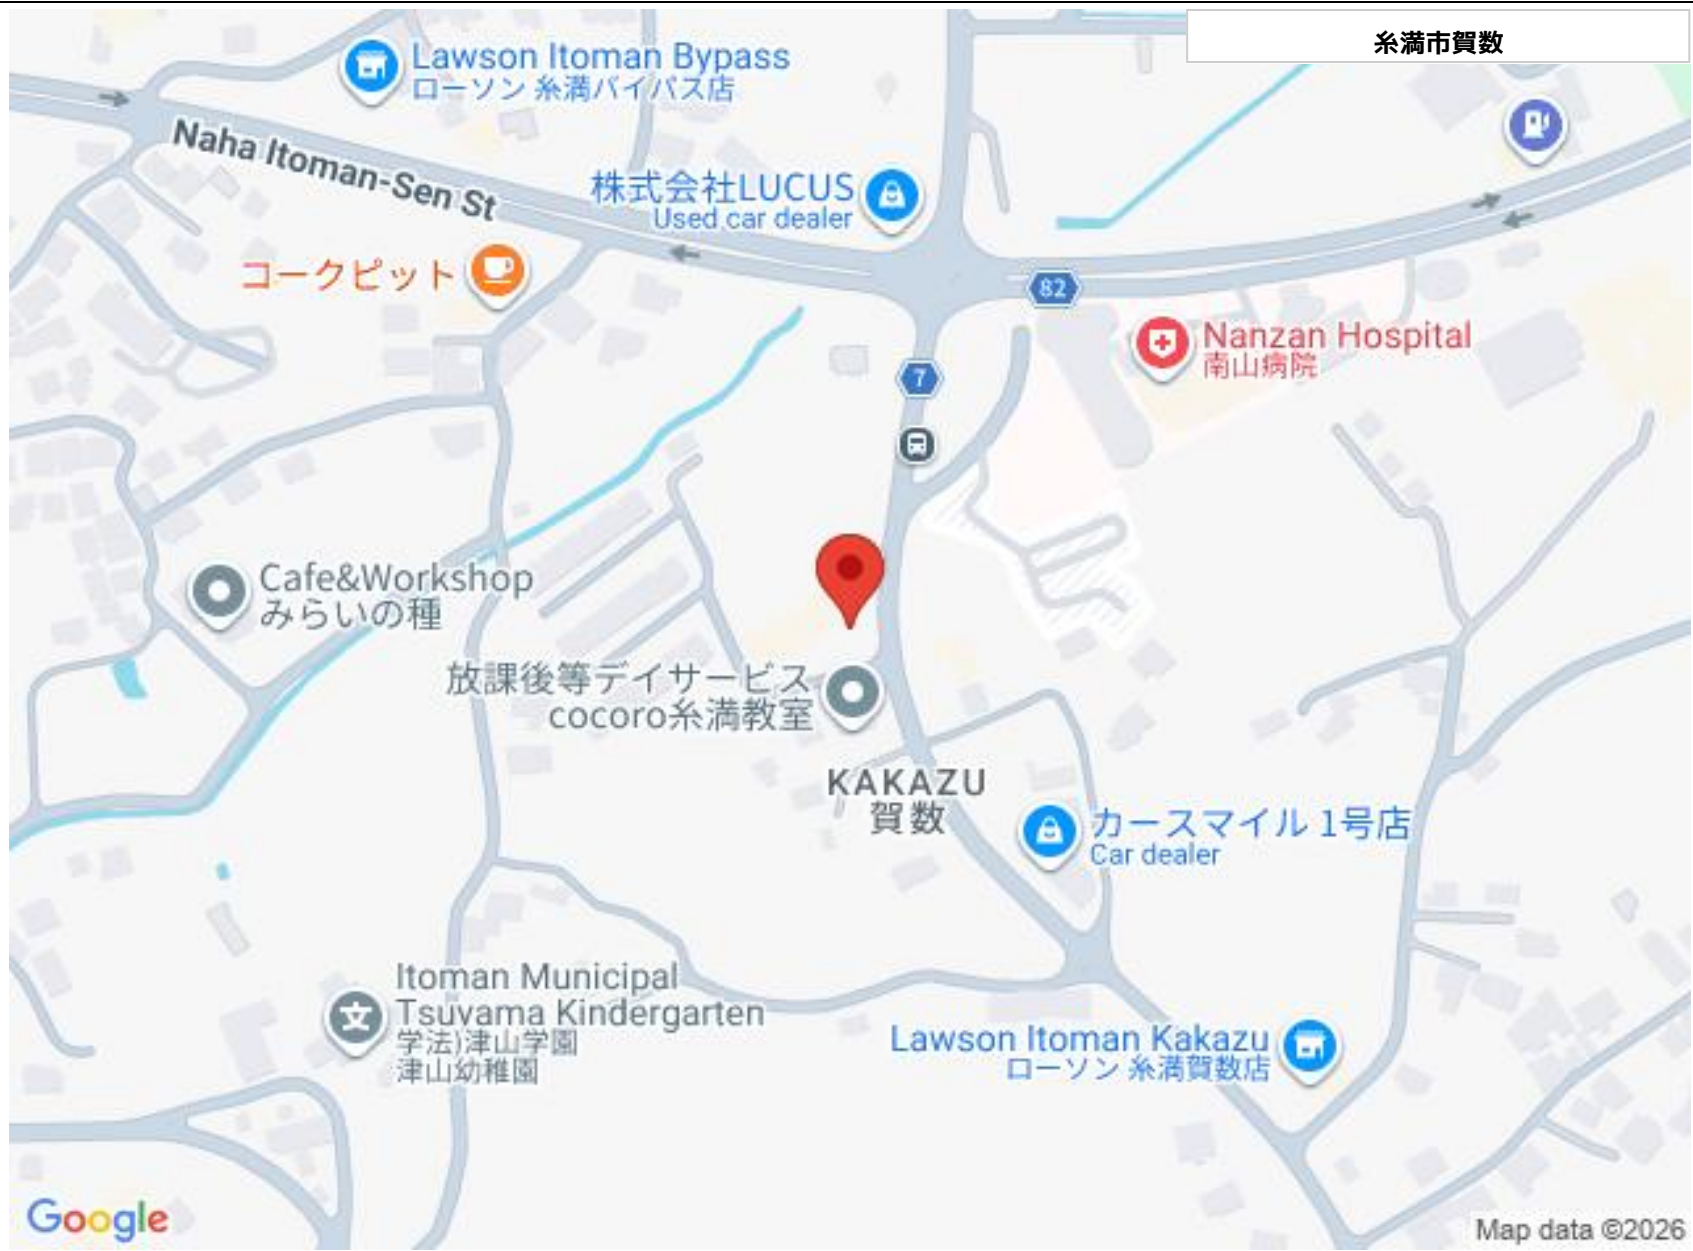 糸満市賀数
Lawson Itoman Bypass
ローソン 糸満バイパス店
Naha Itoman-Sen St
株式会社LUCUS
Used car dealer
コークピット
82
Nanzan Hospital
南山病院
7
Cafe&Workshop
みらいの種
放課後等デイサービス
cocoro糸満教室
KAKAZU
賀数
カースマイル 1号店
Car dealer
Itoman Municipal
Tsuyama Kindergarten
学法)津山学園
津山幼稚園
Lawson Itoman Kakazu
ローソン 糸満賀数店
Google
Map data ©2026